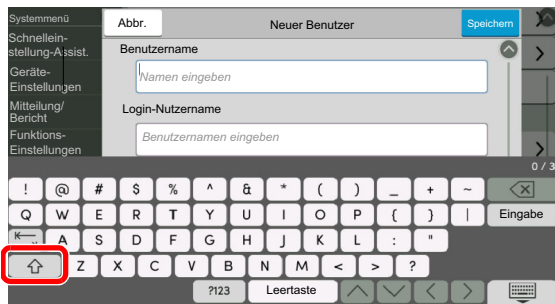 Systemmenü
Schnellein-
stellung-Assist.
Geräte-
Einstellungen
Mitteilung/
Bericht
Funktions-
Einstellungen
Abbr.
Neuer Benutzer
Speichern
Benutzername
Namen eingeben
Login-Nutzername
Benutzernamen eingeben
0 / 3
! @ # $ % ^ & * ( ) _ + ~
Q W E R T Y U I O P { } | Eingabe
A S D F G H J K L : "
Z X C V B N M < > ?
?123 Leertaste